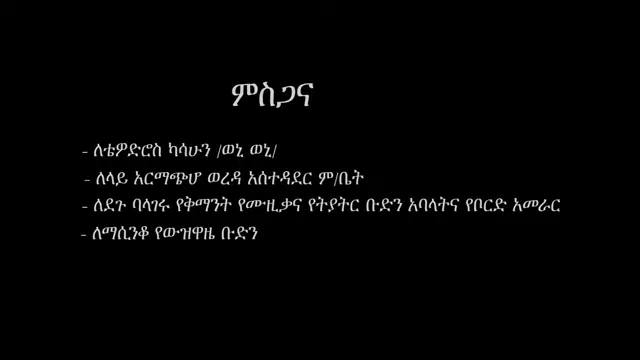 ምስጋና
- ለቴዎድሮስ ካሳሁን /ወኒ ወኒ/
- ለላይ አርማጭሆ ወረዳ አስተዳደር ም/ቤት
- ለደጉ ባላገሩ የቅማንት የሙዚቃና የትያትር ቡድን አባላትና የቦርድ አመራር
- ለማሲንቆ የውዝዋዜ ቡድን